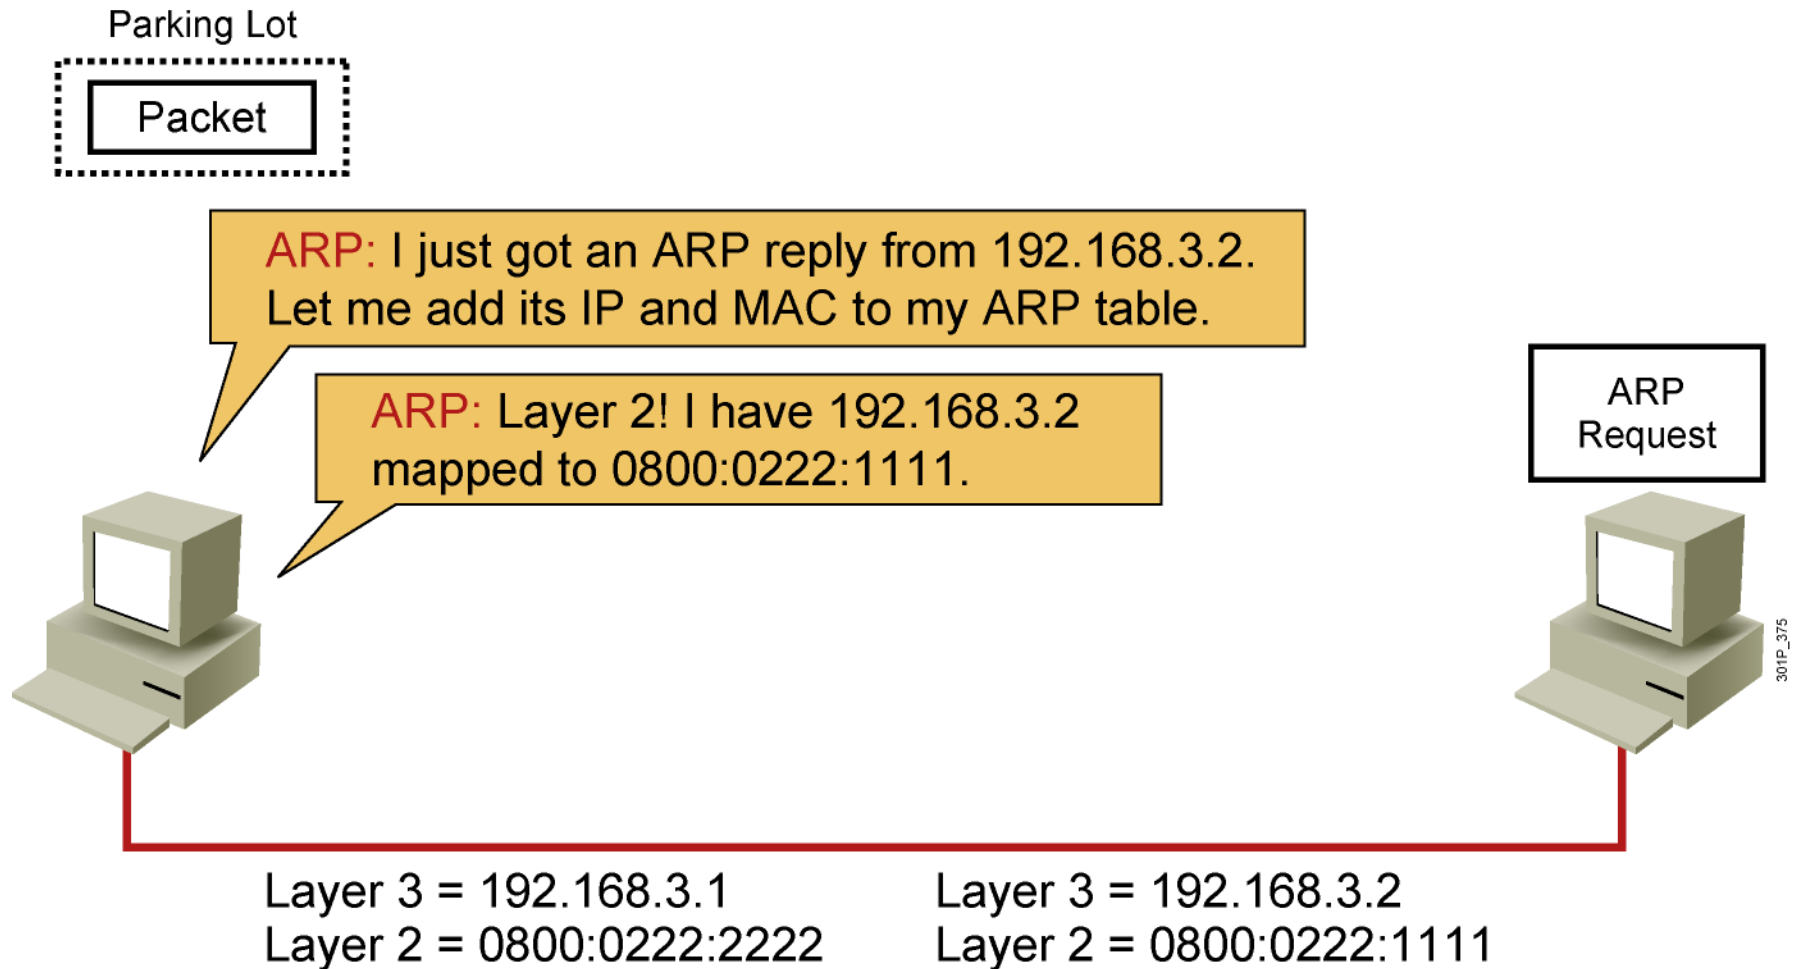 Parking Lot
Packet
ARP: I just got an ARP reply from 192.168.3.2.
Let me add its IP and MAC to my ARP table.
ARP: Layer 2! I have 192.168.3.2
mapped to 0800:0222:1111.
ARP
Request
301P_375
Layer 3 = 192.168.3.1
Layer 2 = 0800:0222:2222
Layer 3 = 192.168.3.2
Layer 2 = 0800:0222:1111